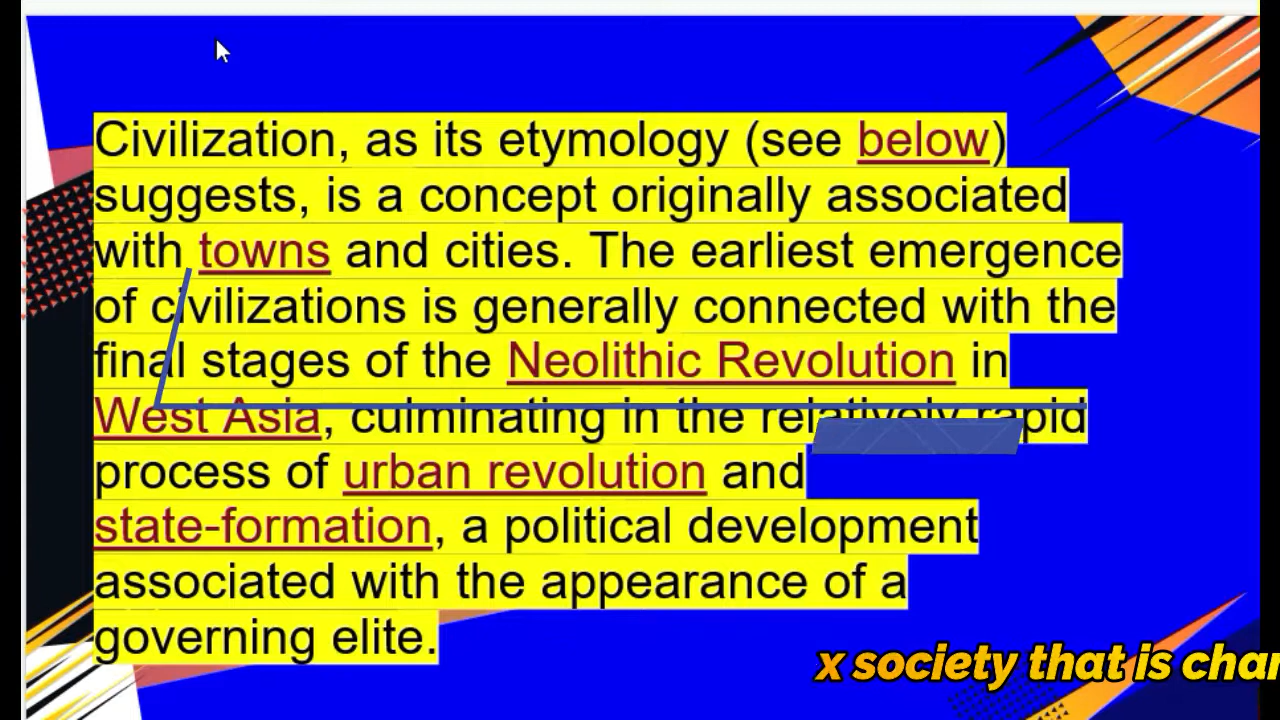 Civilization, as its etymology (see below)
suggests, is a concept originally associated
with towns and cities. The earliest emergence
of civilizations is generally connected with the
final stages of the Neolithic Revolution in
West Asia, culminating in the relatively rapid
process of urban revolution and
state-formation, a political development
associated with the appearance of a
governing elite.
x society that is char